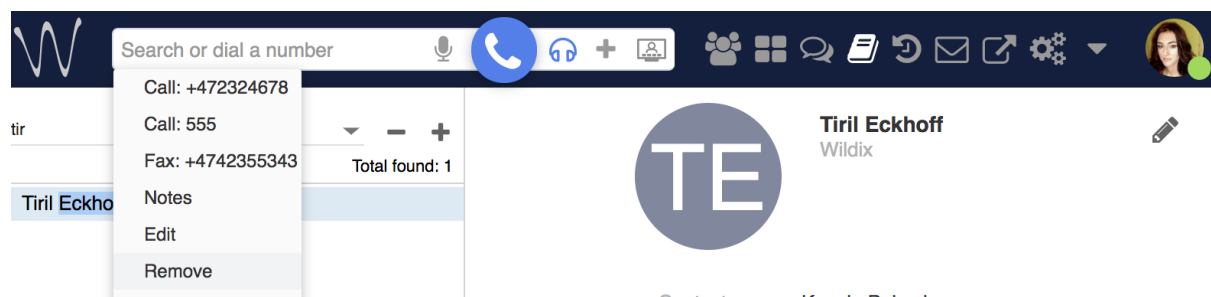 Search or dial a number
Call: +472324678
tir
Call: 555
Fax: +4742355343
Total found: 1
Notes
Tiril Eckho
Edit
Remove
TE
Tiril Eckhoff
Wildix